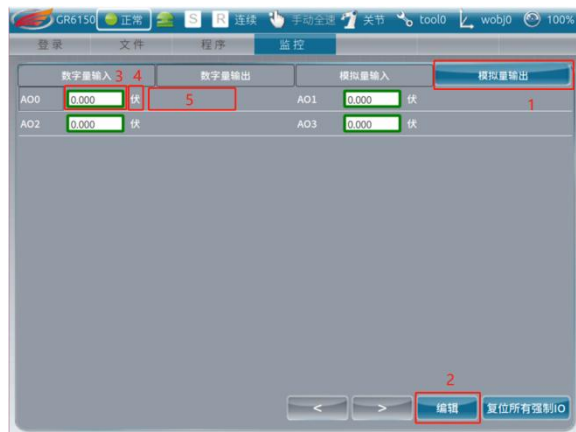 GR6150 正常 S R 连续 手动全速 关节 tool0 wobj0 100%
登录 文件 程序 监控
数字量输入 3 4 数字量输出 模拟量输入 模拟量输出
AO0 0.000 伏 5 AO1 0.000 伏 1
AO2 0.000 伏 AO3 0.000 伏
2
< > 编辑 复位所有强制IO